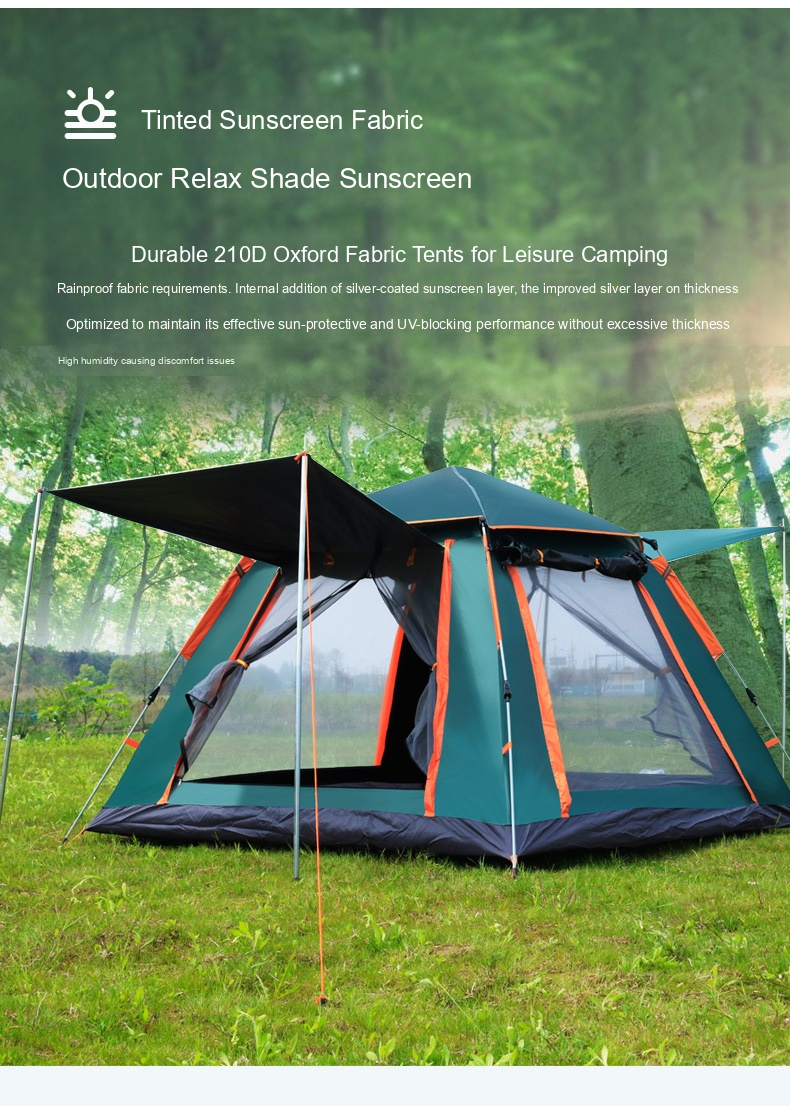 Tinted Sunscreen Fabric
Outdoor Relax Shade Sunscreen
Durable 210D Oxford Fabric Tents for Leisure Camping
Rainproof fabric requirements. Internal addition of silver-coated sunscreen layer, the improved silver layer on thickness
Optimized to maintain its effective sun-protective and UV-blocking performance without excessive thickness
High humidity causing discomfort issues